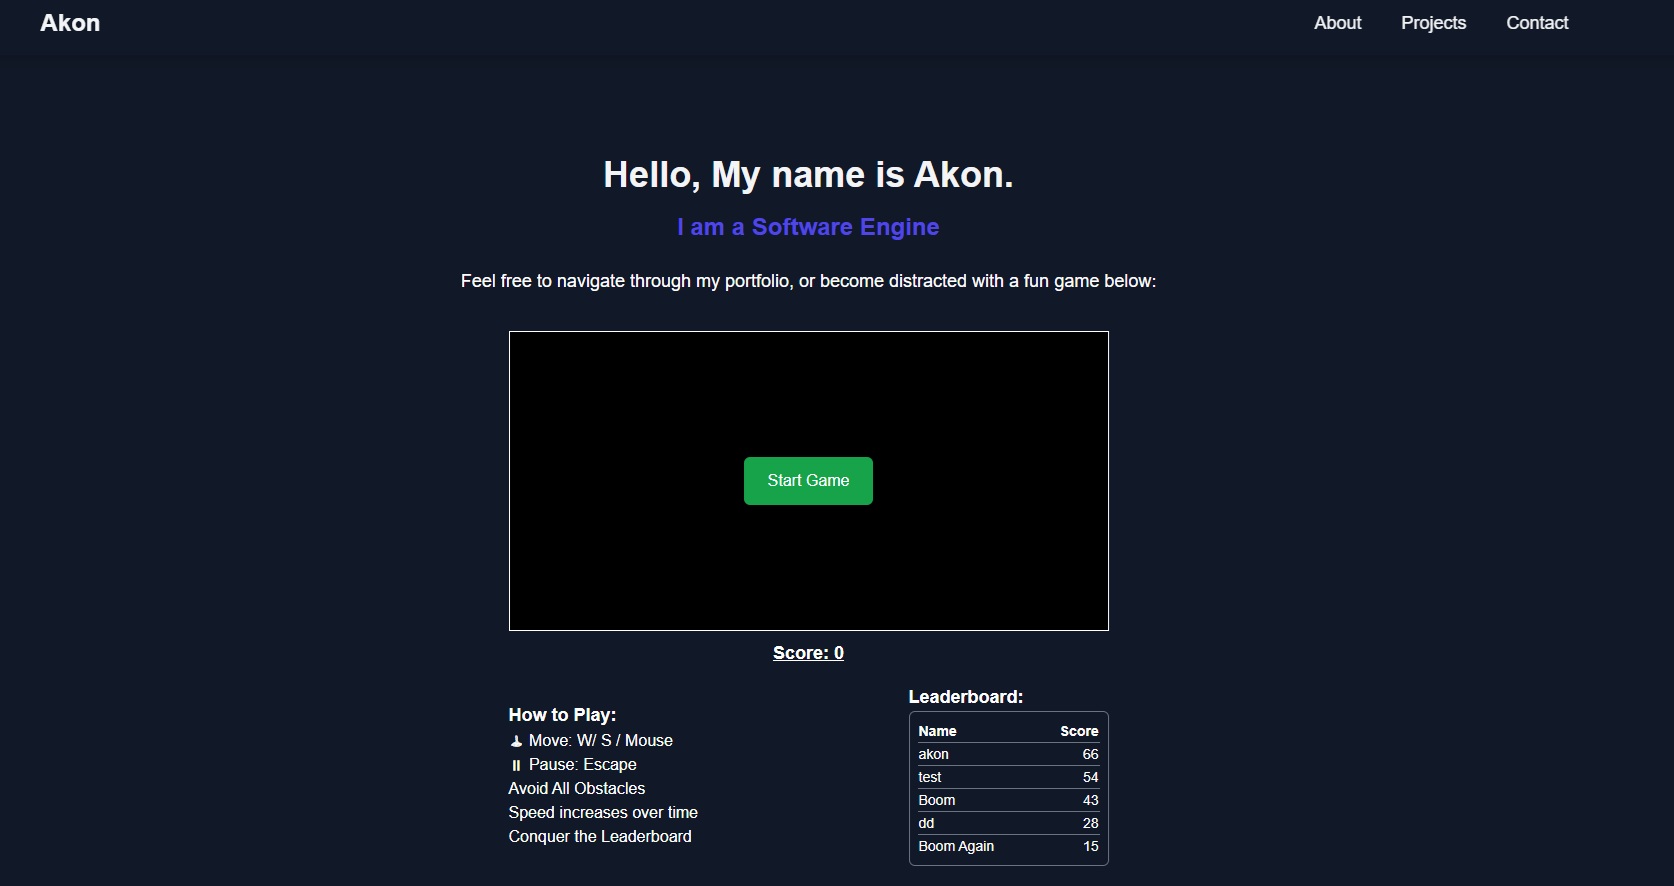 Akon
About Projects Contact
Hello, My name is Akon.
I am a Software Engine
Feel free to navigate through my portfolio, or become distracted with a fun game below:
Start Game
Score: 0
How to Play:
Move: W/ S / Mouse
Pause: Escape
Avoid All Obstacles
Speed increases over time
Conquer the Leaderboard
Leaderboard:
Name Score
akon 66
test 54
Boom 43
dd 28
Boom Again 15